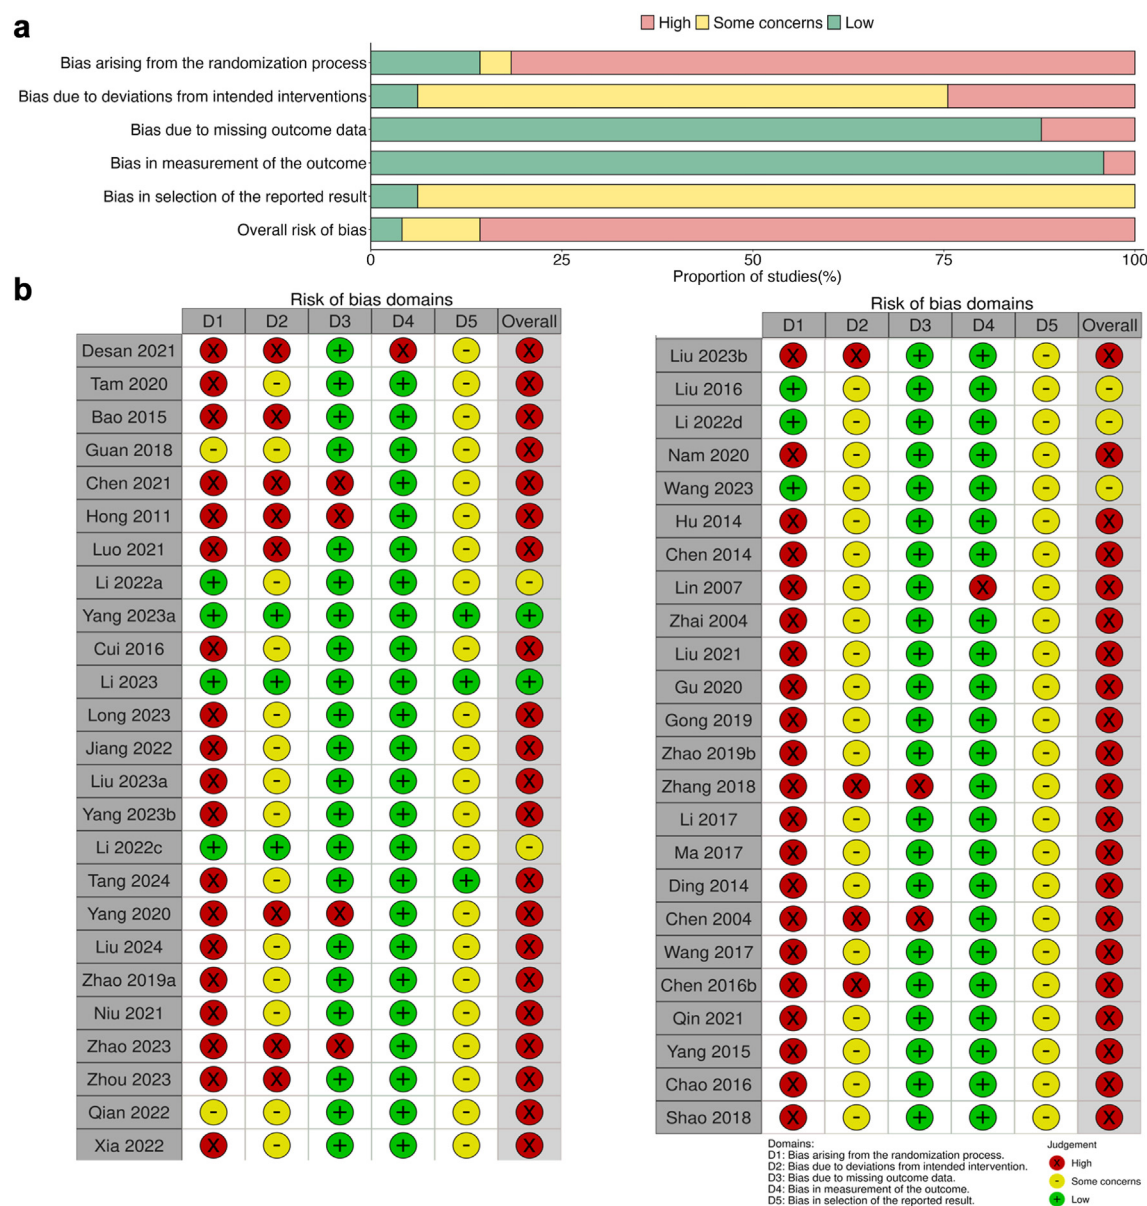 a
High Some concerns Low
Bias arising from the randomization process
Bias due to deviations from intended interventions
Bias due to missing outcome data
Bias in measurement of the outcome
Bias in selection of the reported result
Overall risk of bias
0 25 50 75 100
Proportion of studies(%)
b
Risk of bias domains
D1 D2 D3 D4 D5 Overall
Desan 2021 X X + X - X
Tam 2020 X - + + - X
Bao 2015 X X + + - X
Guan 2018 - - + + - X
Chen 2021 X X X + - X
Hong 2011 X X X + - X
Luo 2021 X X + + - X
Li 2022a + - + + - -
Yang 2023a + + + + + +
Cui 2016 X - + + - X
Li 2023 + + + + + +
Long 2023 X - + + - X
Jiang 2022 X - + + - X
Liu 2023a X - + + - X
Yang 2023b X - + + - X
Li 2022c + + + + - -
Tang 2024 X - + + + X
Yang 2020 X X X + - X
Liu 2024 X - + + - X
Zhao 2019a X - + + - X
Niu 2021 X - + + - X
Zhao 2023 X X X + - X
Zhou 2023 X X + + - X
Qian 2022 - - + + - X
Xia 2022 X - + + - X
Risk of bias domains
D1 D2 D3 D4 D5 Overall
Liu 2023b X X + + - X
Liu 2016 + - + + - -
Li 2022d + - + + - -
Nam 2020 X - + + - X
Wang 2023 + - + + - -
Hu 2014 X - + + - X
Chen 2014 X - + + - X
Lin 2007 X - + X - X
Zhai 2004 X - + + - X
Liu 2021 X - + + - X
Gu 2020 X - + + - X
Gong 2019 X - + + - X
Zhao 2019b X - + + - X
Zhang 2018 X X X + - X
Li 2017 X - + + - X
Ma 2017 X - + + - X
Ding 2014 X - + + - X
Chen 2004 X X X + - X
Wang 2017 X - + + - X
Chen 2016b X X + + - X
Qin 2021 X - + + - X
Yang 2015 X - + + - X
Chao 2016 X - + + - X
Shao 2018 X - + + - X
Domains:
D1: Bias arising from the randomization process.
D2: Bias due to deviations from intended intervention.
D3: Bias due to missing outcome data.
D4: Bias in measurement of the outcome.
D5: Bias in selection of the reported result.
Judgement
X High
- Some concerns
+ Low